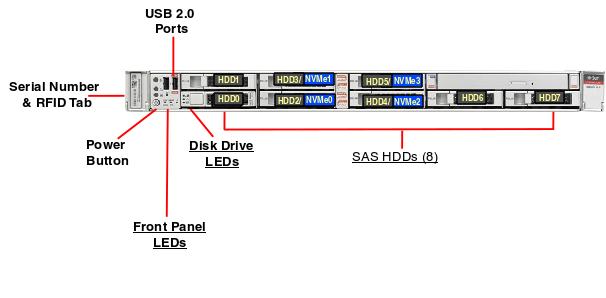 USB 2.0
Ports
Serial Number
& RFID Tab
HDD1
HDD3/ NVMe1
HDD5/ NVMe3
HDD0
HDD2/ NVMe0
HDD4/ NVMe2
HDD6
HDD7
Power
Button
Disk Drive
LEDs
SAS HDDs (8)
Front Panel
LEDs